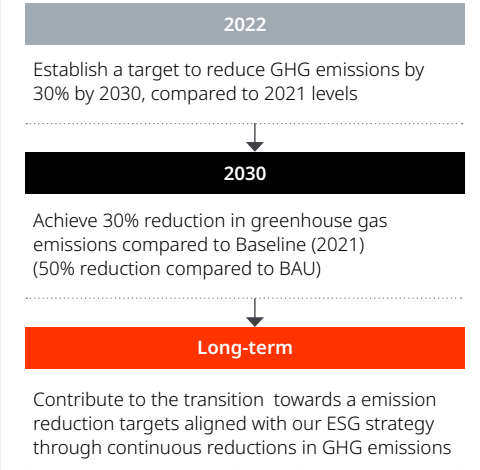 2022
Establish a target to reduce GHG emissions by
30% by 2030, compared to 2021 levels
2030
Achieve 30% reduction in greenhouse gas
emissions compared to Baseline (2021)
(50% reduction compared to BAU)
Long-term
Contribute to the transition towards a emission
reduction targets aligned with our ESG strategy
through continuous reductions in GHG emissions